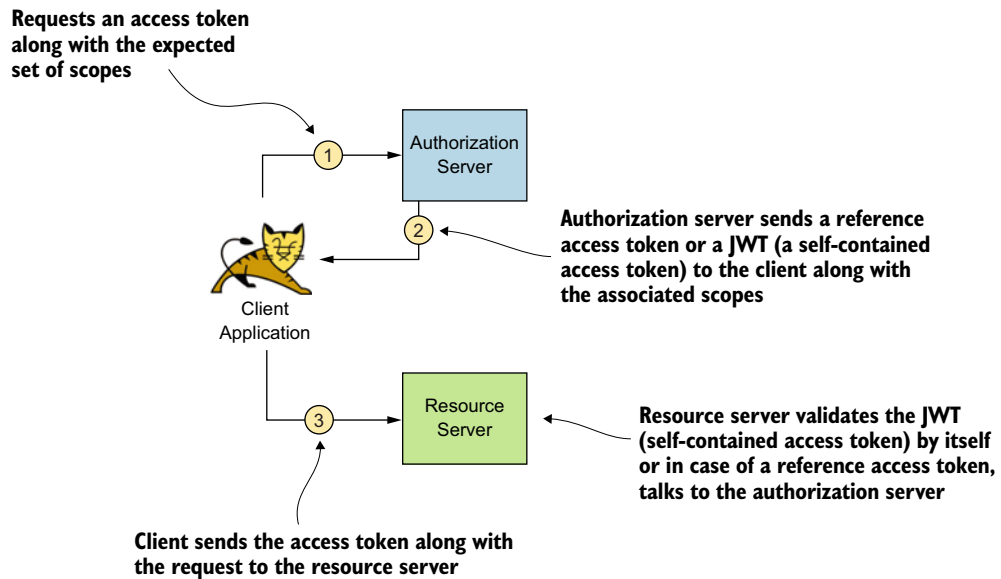 Requests an access token
along with the expected
set of scopes
1
Authorization
Server
2
Authorization server sends a reference
access token or a JWT (a self-contained
access token) to the client along with
the associated scopes
Client
Application
3
Resource
Server
Resource server validates the JWT
(self-contained access token) by itself
or in case of a reference access token,
talks to the authorization server
Client sends the access token along with
the request to the resource server